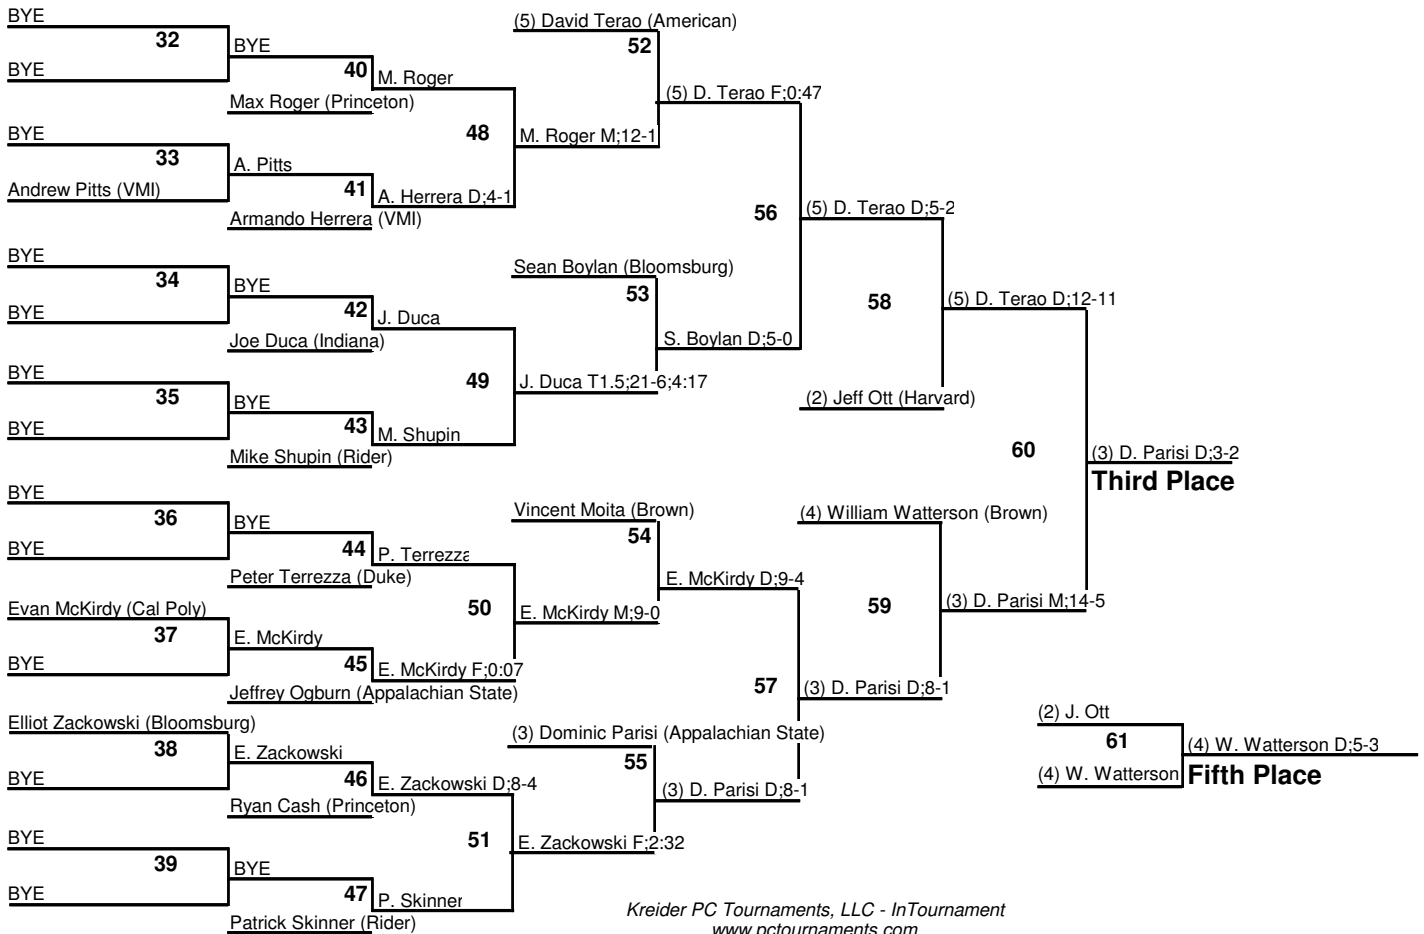 BYE
32
BYE
BYE
40
M. Roger
Max Roger (Princeton)
BYE
33
Andrew Pitts (VMI)
A. Pitts
41
A. Herrera D;4-1
Armando Herrera (VMI)
48
M. Roger M;12-1
(5) David Terao (American)
52
(5) D. Terao F;0:47
BYE
34
BYE
BYE
42
J. Duca
Joe Duca (Indiana)
BYE
35
BYE
BYE
43
M. Shupin
Mike Shupin (Rider)
49
J. Duca T1.5;21-6;4:17
Sean Boylan (Bloomsburg)
53
S. Boylan D;5-0
56
(5) D. Terao D;5-2
58
(2) Jeff Ott (Harvard)
(5) D. Terao D;12-11
BYE
36
BYE
BYE
44
P. Terrezza
Peter Terrezza (Duke)
Evan McKirdy (Cal Poly)
37
BYE
E. McKirdy
45
E. McKirdy F;0:07
Jeffrey Ogburn (Appalachian State)
50
E. McKirdy M;9-0
Vincent Moita (Brown)
54
E. McKirdy D;9-4
Elliot Zackowski (Bloomsburg)
38
BYE
E. Zackowski
46
E. Zackowski D;8-4
Ryan Cash (Princeton)
BYE
39
BYE
BYE
47
P. Skinner
Patrick Skinner (Rider)
51
E. Zackowski F;2:32
(3) Dominic Parisi (Appalachian State)
55
(3) D. Parisi D;8-1
57
(3) D. Parisi D;8-1
(4) William Watterson (Brown)
59
(3) D. Parisi M;14-5
60
(3) D. Parisi D;3-2
Third Place
(2) J. Ott
61
(4) W. Watterson
(4) W. Watterson D;5-3
Fifth Place
Kreider PC Tournaments, LLC - InTournament
www.pctournaments.com